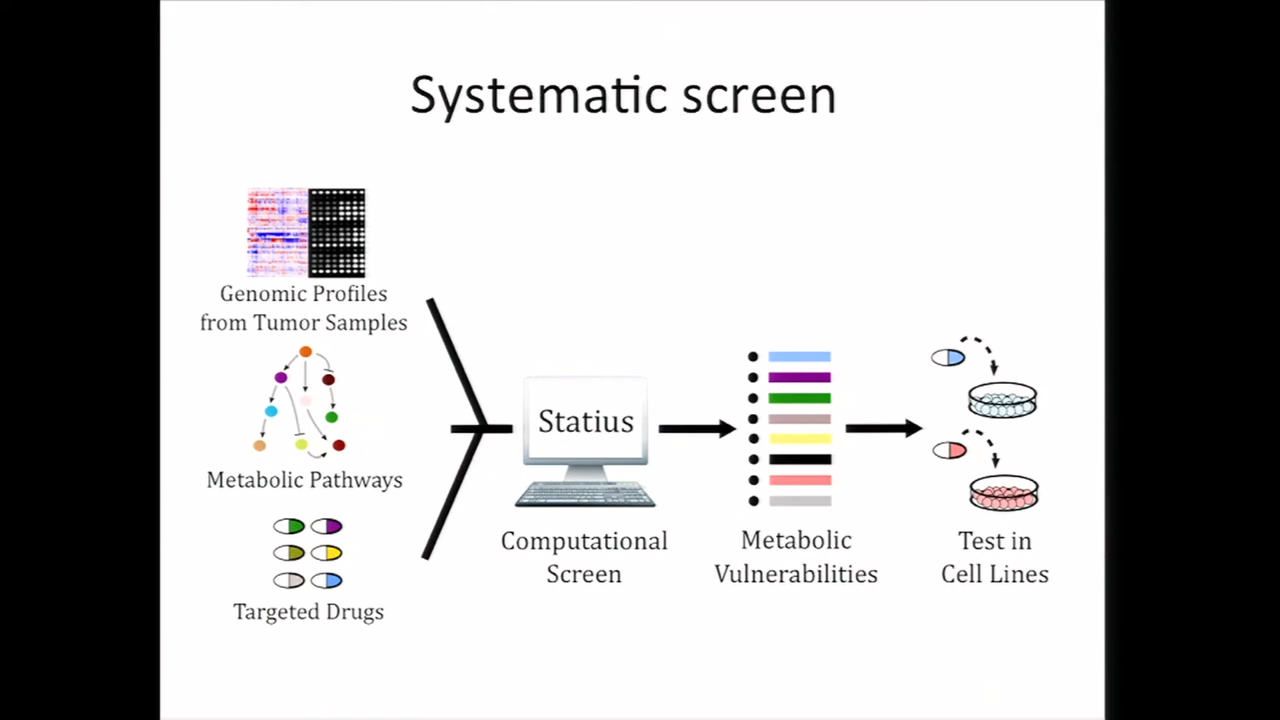 Systematic screen
Genomic Profiles
from Tumor Samples
Metabolic Pathways
Targeted Drugs
Statius
Computational
Screen
Metabolic
Vulnerabilities
Test in
Cell Lines